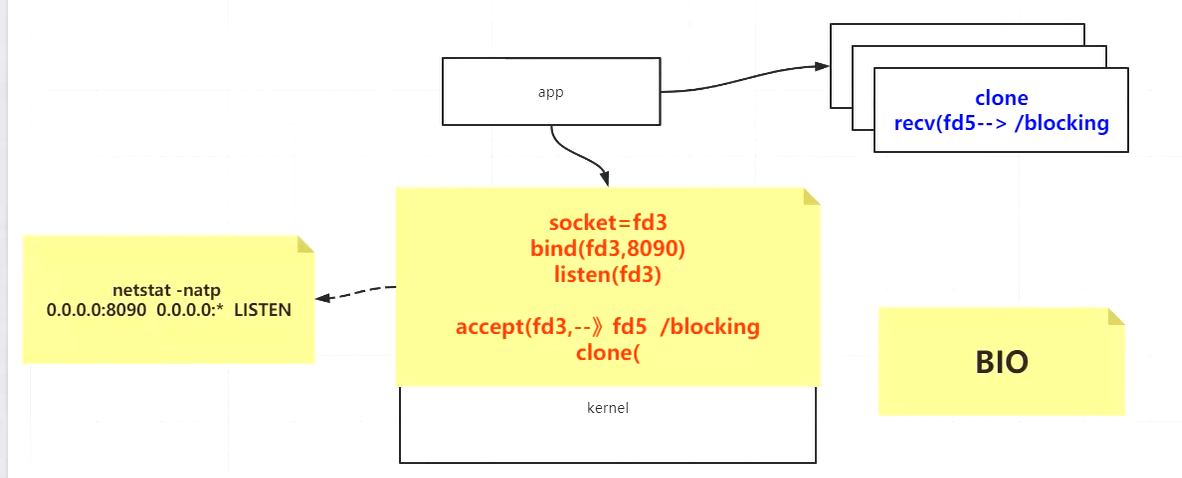 app
clone
recv(fd5--> /blocking
socket=fd3
bind(fd3,8090)
listen(fd3)
accept(fd3,--》fd5  /blocking
clone(
netstat -natp
0.0.0.0:8090  0.0.0.0:*  LISTEN
BIO
kernel